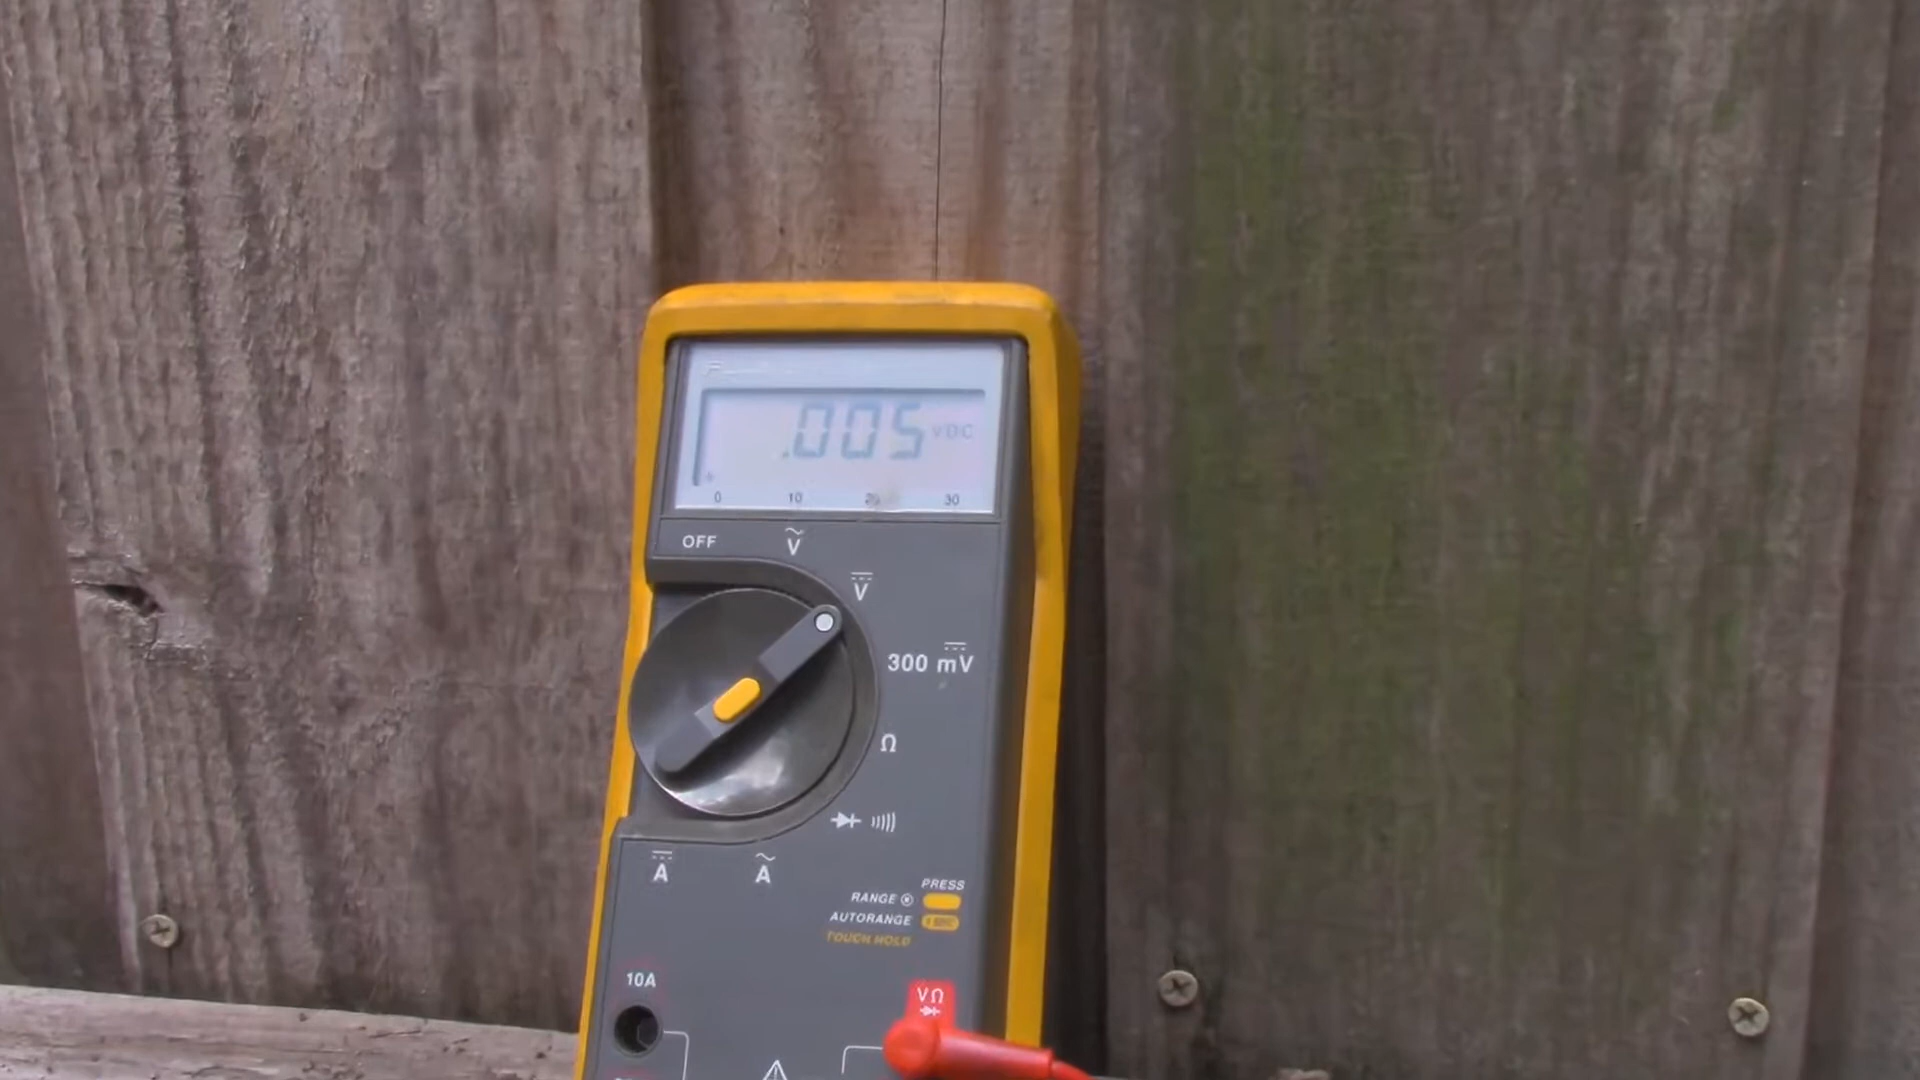 .005 VDC
0 10 20 30
OFF
V
V
300 mV
Ω
A A
PRESS
RANGE
AUTORANGE
TOUCH HOLD
10A
VΩ